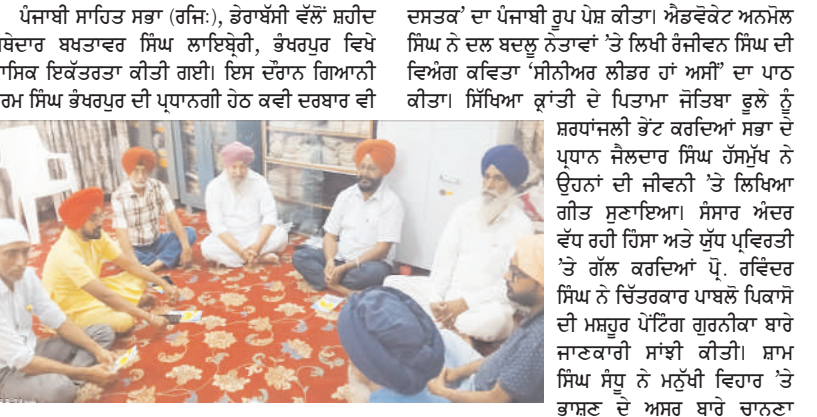 ਪੰਜਾਬੀ ਸਾਹਿਤ ਸਭਾ (ਰਜਿ:), ਡੇਰਾਬੱਸੀ ਵੱਲੋਂ ਸ਼ਹੀਦ
ਬਖਤਾਵਰ ਸਿੰਘ ਲਾਇਬ੍ਰੇਰੀ, ਭੰਖਰਪੁਰ ਵਿਖੇ
ਇਕੱਤਰਤਾ ਕੀਤੀ ਗਈ। ਇਸ ਦੌਰਾਨ ਗਿਆਨੀ
ਸਿੰਘ ਭੰਖਰਪੁਰ ਦੀ ਪ੍ਰਧਾਨਗੀ ਹੇਠ ਕਵੀ ਦਰਬਾਰ ਵੀ
ਦਸਤਕ’ ਦਾ ਪੰਜਾਬੀ ਰੂਪ ਪੇਸ਼ ਕੀਤਾ। ਐਡਵੋਕੇਟ ਅਨਮੋਲ
ਸਿੰਘ ਨੇ ਦਲ ਬਦਲੂ ਨੇਤਾਵਾਂ ’ਤੇ ਲਿਖੀ ਰੰਜੀਵਨ ਸਿੰਘ ਦੀ
ਵਿਅੰਗ ਕਵਿਤਾ ‘ਸੀਨੀਅਰ ਲੀਡਰ ਹਾਂ ਅਸੀਂ’ ਦਾ ਪਾਠ
ਕੀਤਾ। ਸਿੱਖਿਆ ਕ੍ਰਾਂਤੀ ਦੇ ਪਿਤਾਮਾ ਜੋਤਿਬਾ ਫੂਲੇ ਨੂੰ
ਸ਼ਰਧਾਂਜਲੀ ਭੇਂਟ ਕਰਦਿਆਂ ਸਭਾ ਦੇ
ਪ੍ਰਧਾਨ ਜੈਲਦਾਰ ਸਿੰਘ ਹੱਸਮੁੱਖ ਨੇ
ਉਹਨਾਂ ਦੀ ਜੀਵਨੀ ’ਤੇ ਲਿਖਿਆ
ਗੀਤ ਸੁਣਾਇਆ। ਸੰਸਾਰ ਅੰਦਰ
ਵੱਧ ਰਹੀ ਹਿੰਸਾ ਅਤੇ ਯੁੱਧ ਪ੍ਰਵਿਰਤੀ
’ਤੇ ਗੱਲ ਕਰਦਿਆਂ ਪ੍ਰੋ. ਰਵਿੰਦਰ
ਸਿੰਘ ਨੇ ਚਿੱਤਰਕਾਰ ਪਾਬਲੋ ਪਿਕਾਸੋ
ਦੀ ਮਸ਼ਹੂਰ ਪੇਂਟਿੰਗ ਗੁਰਨੀਕਾ ਬਾਰੇ
ਜਾਣਕਾਰੀ ਸਾਂਝੀ ਕੀਤੀ। ਸ਼ਾਮ
ਸਿੰਘ ਸੰਧੂ ਨੇ ਮਨੁੱਖੀ ਵਿਹਾਰ ’ਤੇ
ਭਾਸ਼ਣ ਦੇ ਅਸਰ ਬਾਰੇ ਚਾਨਣਾ